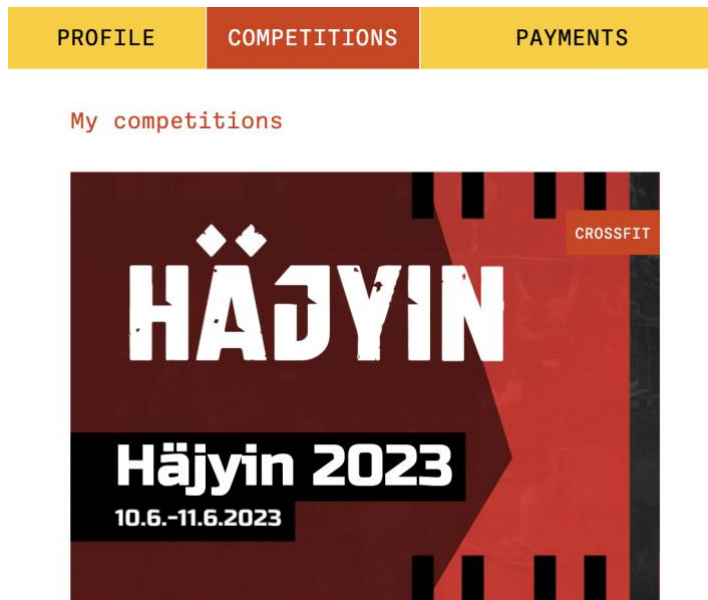 PROFILE
COMPETITIONS
PAYMENTS
My competitions
CROSSFIT
HÄJYIN
Häjyin 2023
10.6.-11.6.2023